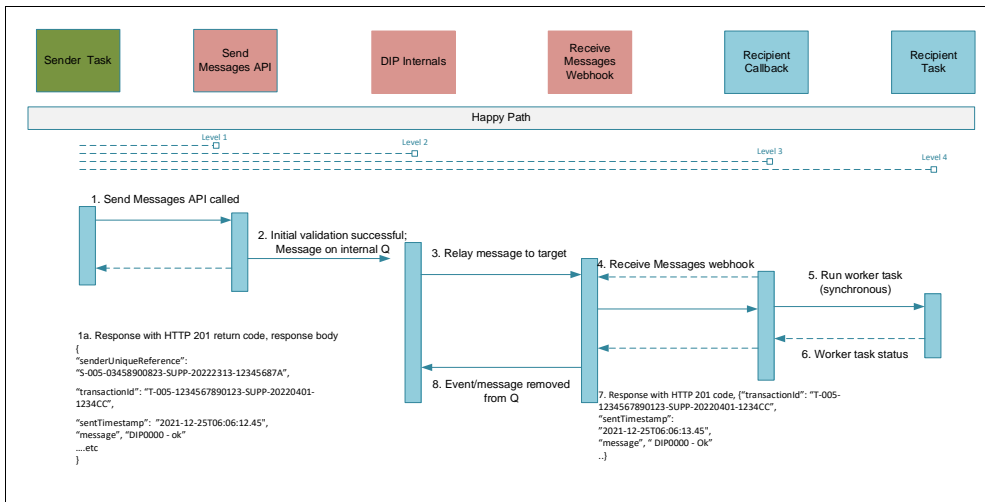 Sender Task
Send
Messages API
DIP Internals
Receive
Messages
Webhook
Recipient
Callback
Recipient
Task
Happy Path
Level 1
Level 2
Level 3
Level 4
1. Send Messages API called
2. Initial validation successful;
Message on internal Q
3. Relay message to target
4. Receive Messages webhook
5. Run worker task
(synchronous)
6. Worker task status
1a. Response with HTTP 201 return code, response body
{
“senderUniqueReference”:
“S-005-03458900823-SUPP-20222313-12345687A”,
“transactionId”: “T-005-1234567890123-SUPP-20220401-
1234CC”,
“sentTimestamp”: "2021-12-25T06:06:12.45",
“message”, “DIP0000 - ok”
....etc
}
8. Event/message removed
from Q
7. Response with HTTP 201 code, {“transactionId”: “T-005-
1234567890123-SUPP-20220401-1234CC”,
“sentTimestamp":
"2021-12-25T06:06:13.45",
“message”, “ DIP0000 - Ok”
..}